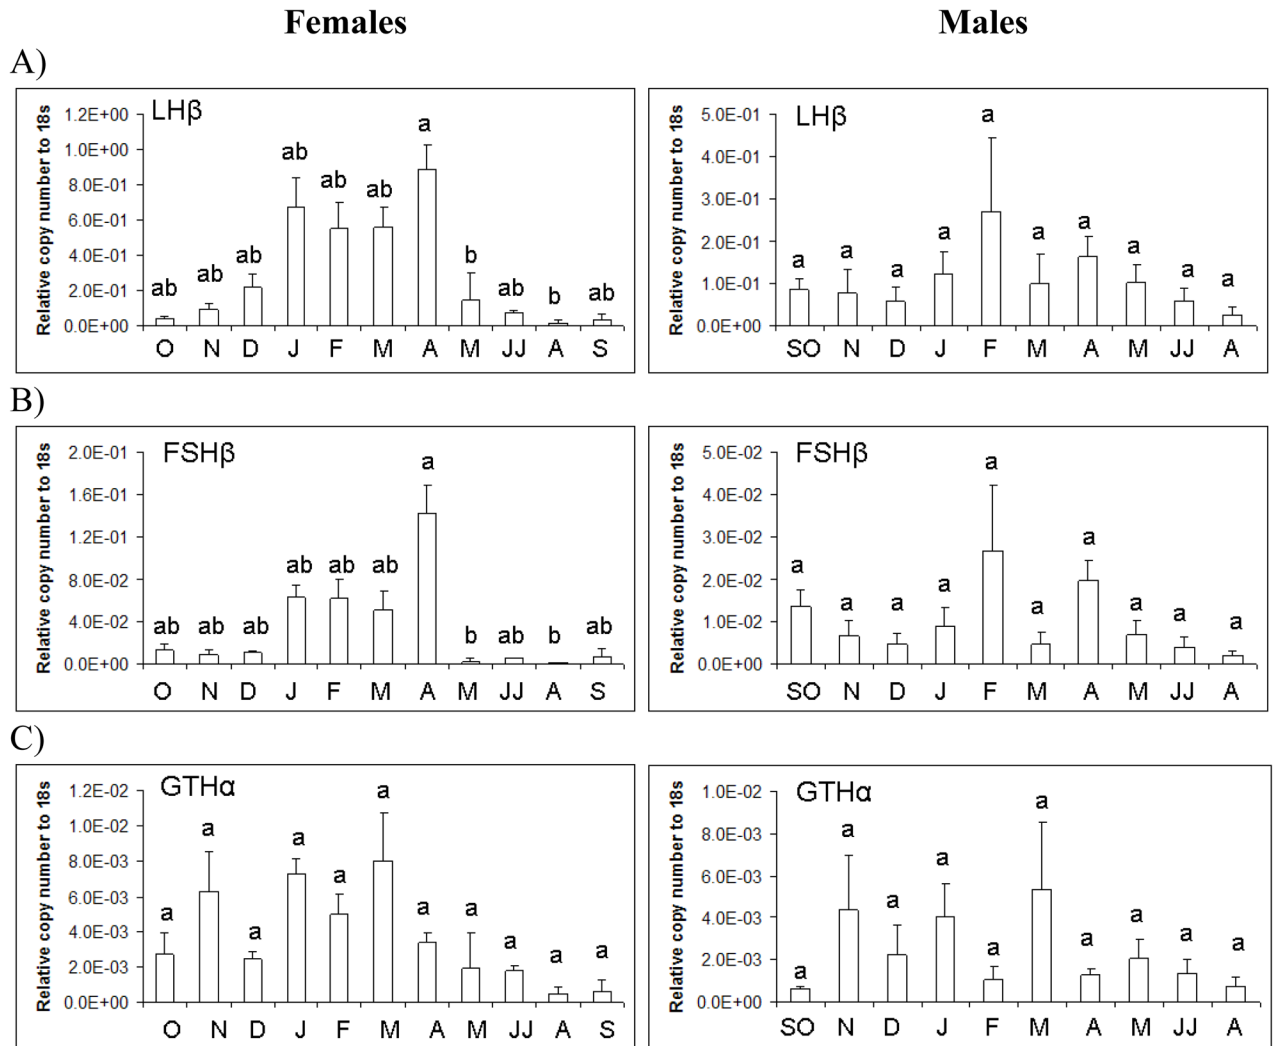 Females Males
A)
LHβ
Relative copy number to 18s
1.2E+00
1.0E+00
8.0E-01
6.0E-01
4.0E-01
2.0E-01
0.0E+00
ab ab ab ab ab ab a b ab b ab
O N D J F M A M JJ A S
LHβ
Relative copy number to 18s
5.0E-01
4.0E-01
3.0E-01
2.0E-01
1.0E-01
0.0E+00
a a a a a a a a a a
SO N D J F M A M JJ A
B)
FSHβ
Relative copy number to 18s
2.0E-01
1.6E-01
1.2E-01
8.0E-02
4.0E-02
0.0E+00
ab ab ab ab ab ab a b ab b ab
O N D J F M A M JJ A S
FSHβ
Relative copy number to 18s
5.0E-02
4.0E-02
3.0E-02
2.0E-02
1.0E-02
0.0E+00
a a a a a a a a a a
SO N D J F M A M JJ A
C)
GTHα
Relative copy number to 18s
1.2E-02
1.0E-02
8.0E-03
6.0E-03
4.0E-03
2.0E-03
0.0E+00
a a a a a a a a a a a
O N D J F M A M JJ A S
GTHα
Relative copy number to 18s
1.0E-02
8.0E-03
6.0E-03
4.0E-03
2.0E-03
0.0E+00
a a a a a a a a a a
SO N D J F M A M JJ A